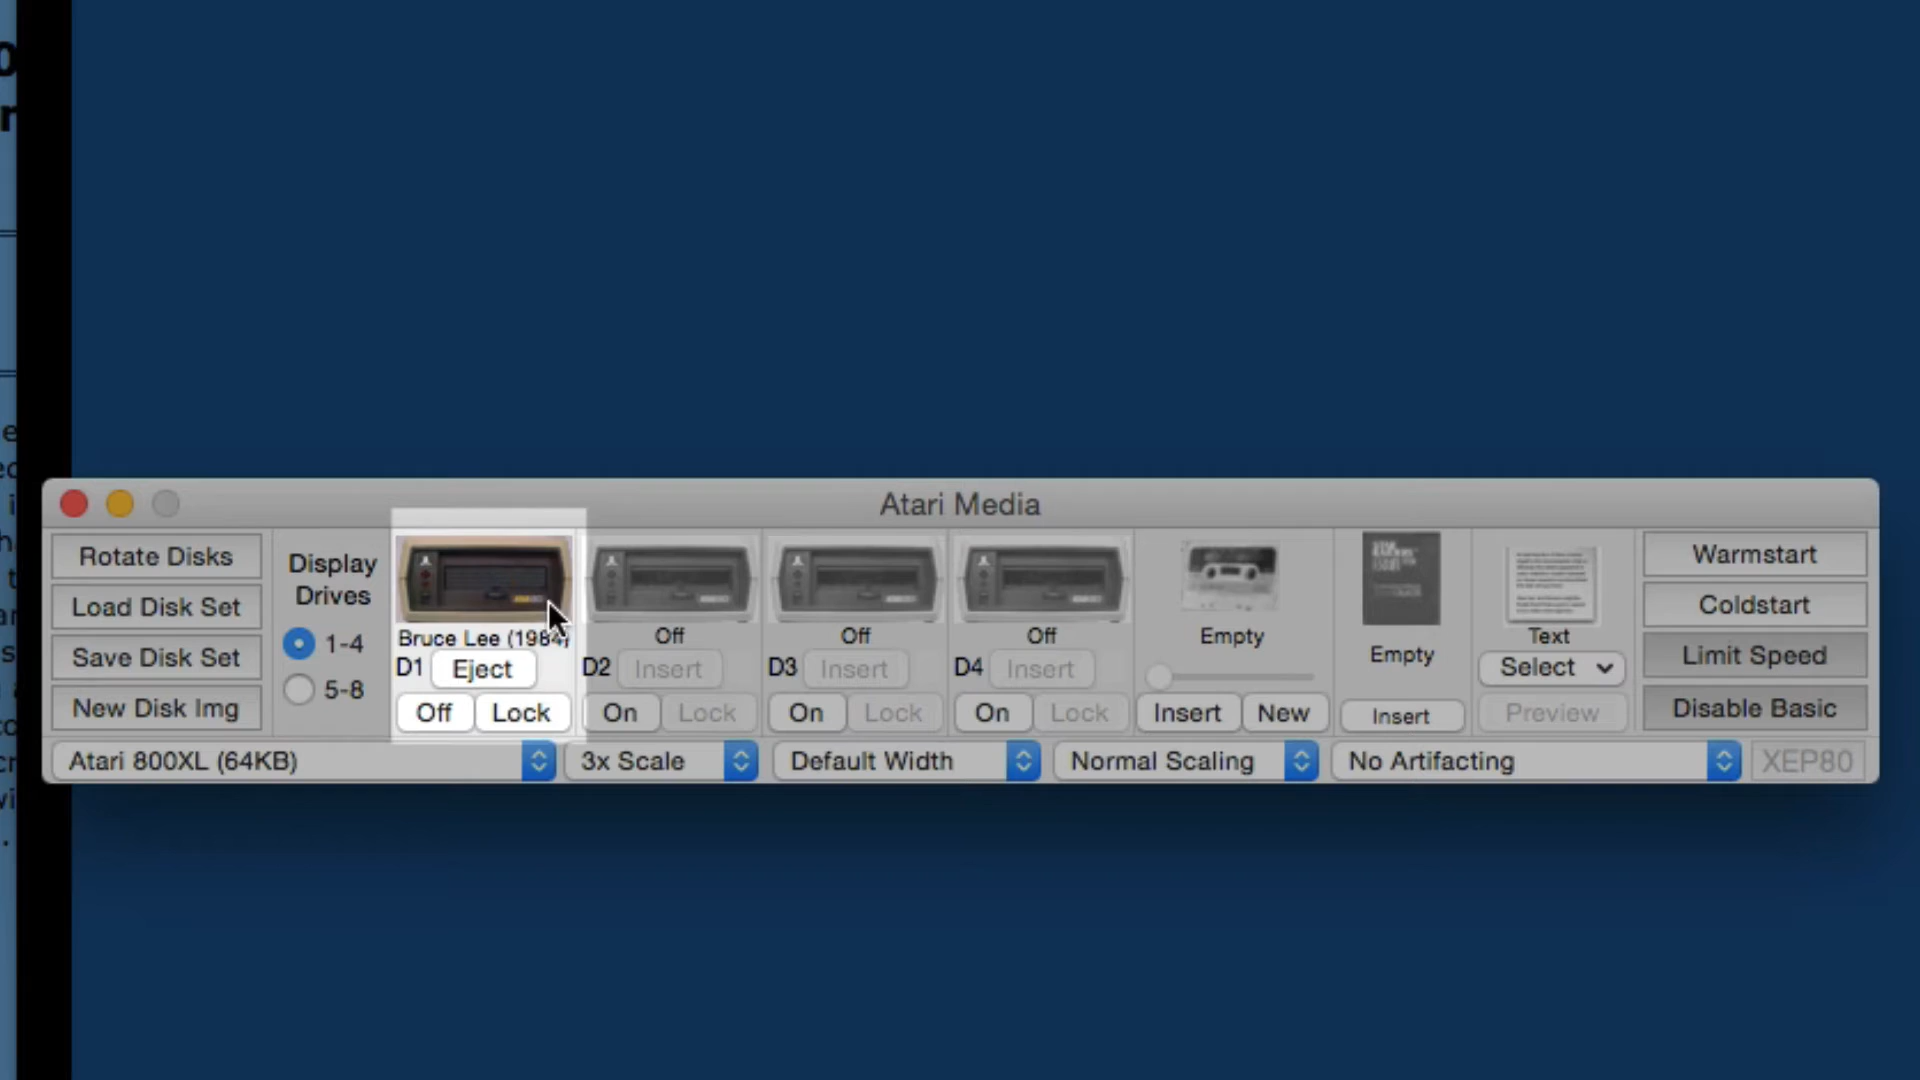 Atari Media
Rotate Disks
Load Disk Set
Save Disk Set
New Disk Img
Display
Drives
1-4
5-8
Bruce Lee (1984)
D1 Eject
Off Lock
Off
D2 Insert
On Lock
Off
D3 Insert
On Lock
Off
D4 Insert
On Lock
Empty
Insert New
Empty
Insert
Text
Select
Preview
Warmstart
Coldstart
Limit Speed
Disable Basic
Atari 800XL (64KB) 3x Scale Default Width Normal Scaling No Artifacting XEP80